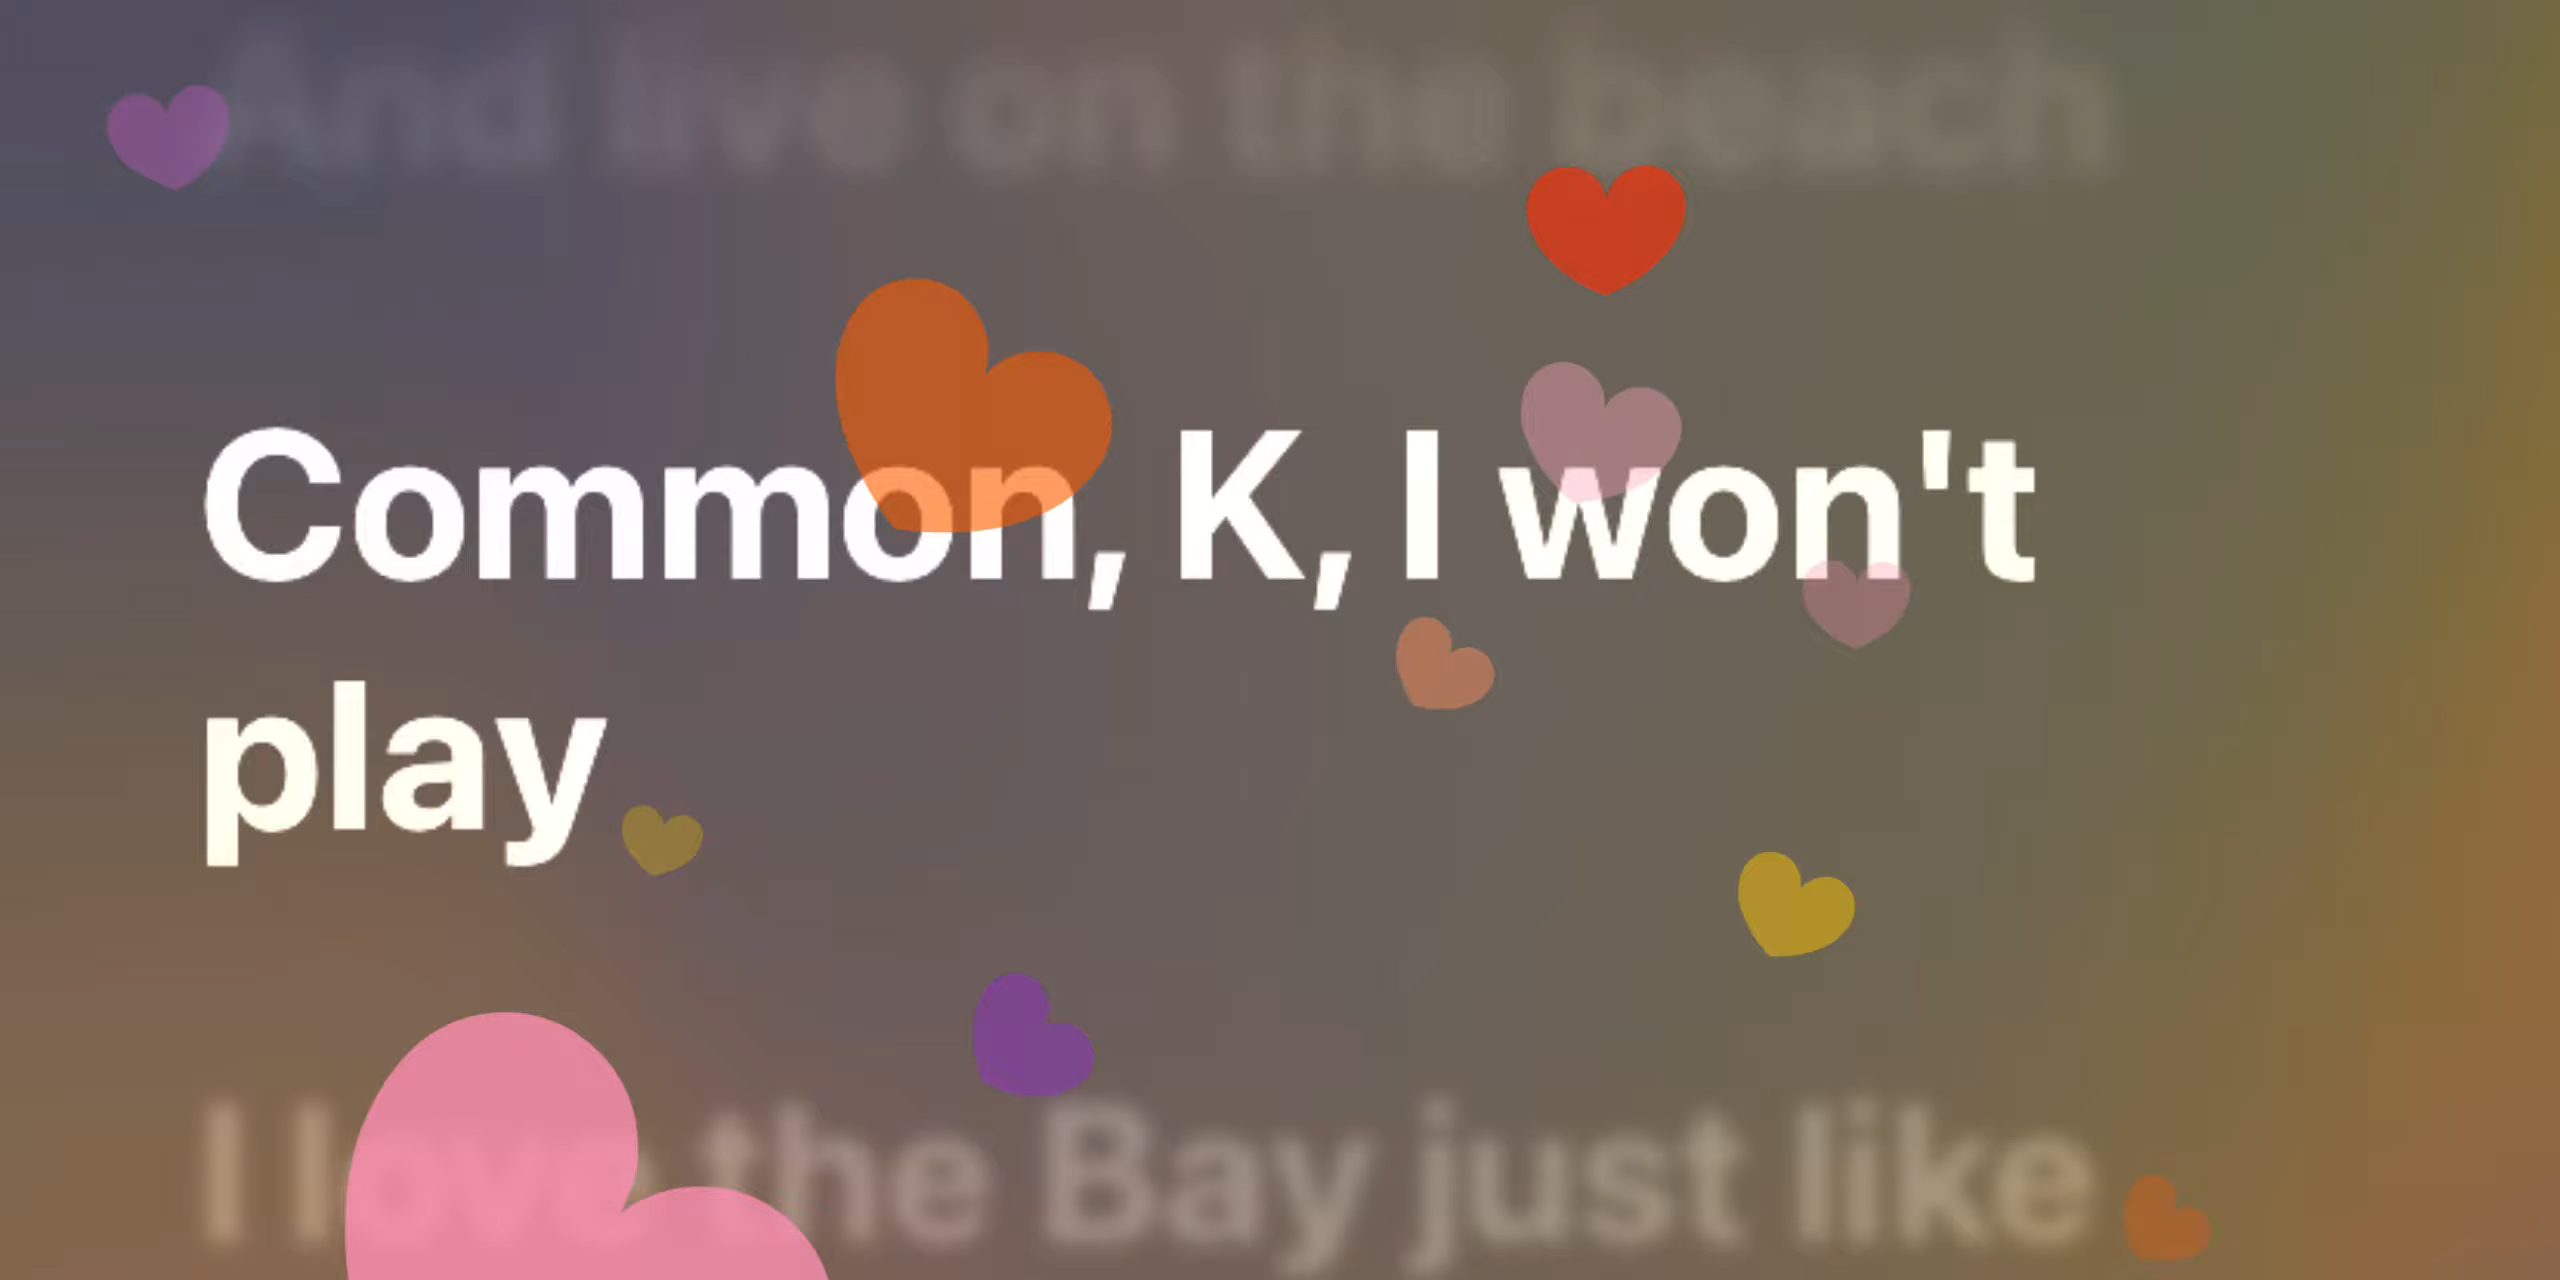 And live on the beach
Common, K, I won't
play
I love the Bay just like